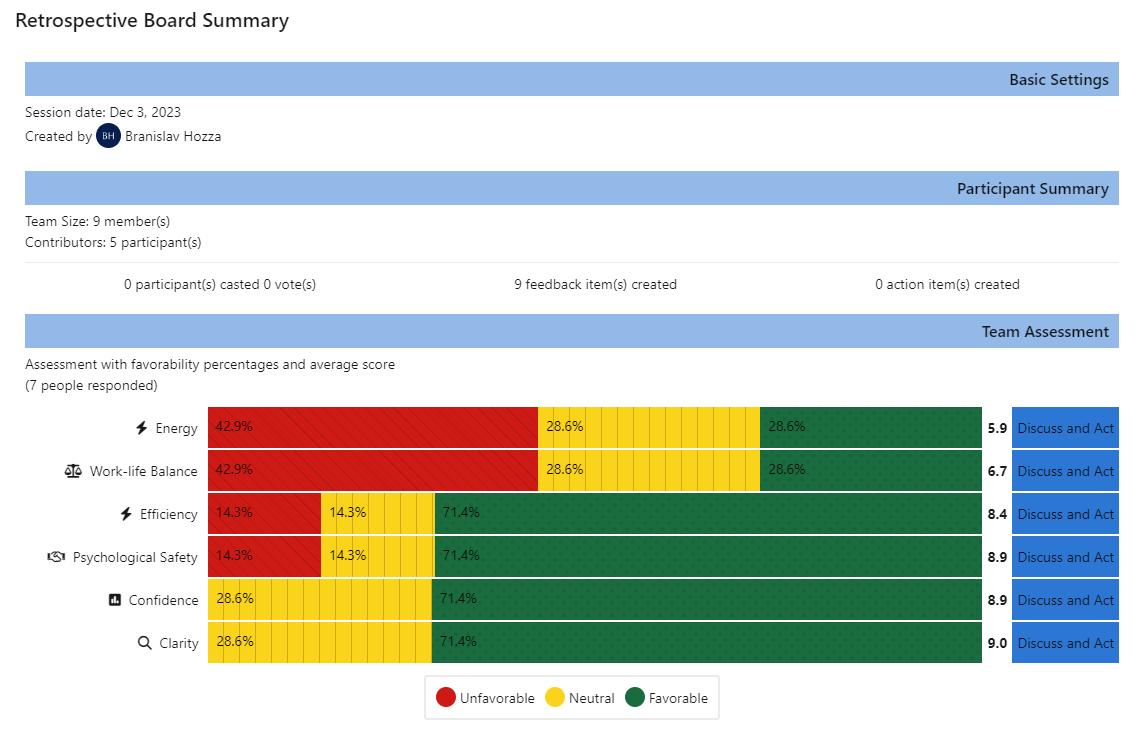 Retrospective Board Summary
Basic Settings
Session date: Dec 3, 2023
Created by BH Branislav Hozza
Participant Summary
Team Size: 9 member(s)
Contributors: 5 participant(s)
0 participant(s) casted 0 vote(s) 9 feedback item(s) created 0 action item(s) created
Team Assessment
Assessment with favorability percentages and average score
(7 people responded)
Energy 42.9% 28.6% 28.6% 5.9 Discuss and Act
Work-life Balance 42.9% 28.6% 28.6% 6.7 Discuss and Act
Efficiency 14.3% 14.3% 71.4% 8.4 Discuss and Act
Psychological Safety 14.3% 14.3% 71.4% 8.9 Discuss and Act
Confidence 28.6% 71.4% 8.9 Discuss and Act
Clarity 28.6% 71.4% 9.0 Discuss and Act
Unfavorable Neutral Favorable